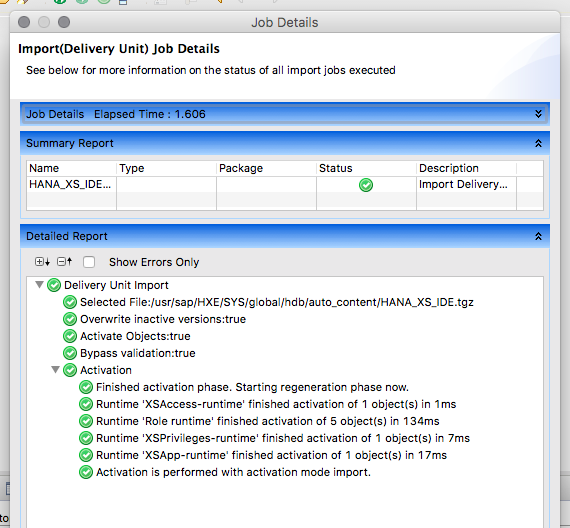 Job Details
Import(Delivery Unit) Job Details
See below for more information on the status of all import jobs executed
Job Details Elapsed Time : 1.606
Summary Report
Name Type Package Status Description
HANA_XS_IDE... Import Delivery...
Detailed Report
Show Errors Only
Delivery Unit Import
Selected File:/usr/sap/HXE/SYS/global/hdb/auto_content/HANA_XS_IDE.tgz
Overwrite inactive versions:true
Activate Objects:true
Bypass validation:true
Activation
Finished activation phase. Starting regeneration phase now.
Runtime 'XSAccess-runtime' finished activation of 1 object(s) in 1ms
Runtime 'Role runtime' finished activation of 5 object(s) in 134ms
Runtime 'XSPrivileges-runtime' finished activation of 1 object(s) in 7ms
Runtime 'XSApp-runtime' finished activation of 1 object(s) in 17ms
Activation is performed with activation mode import.
to